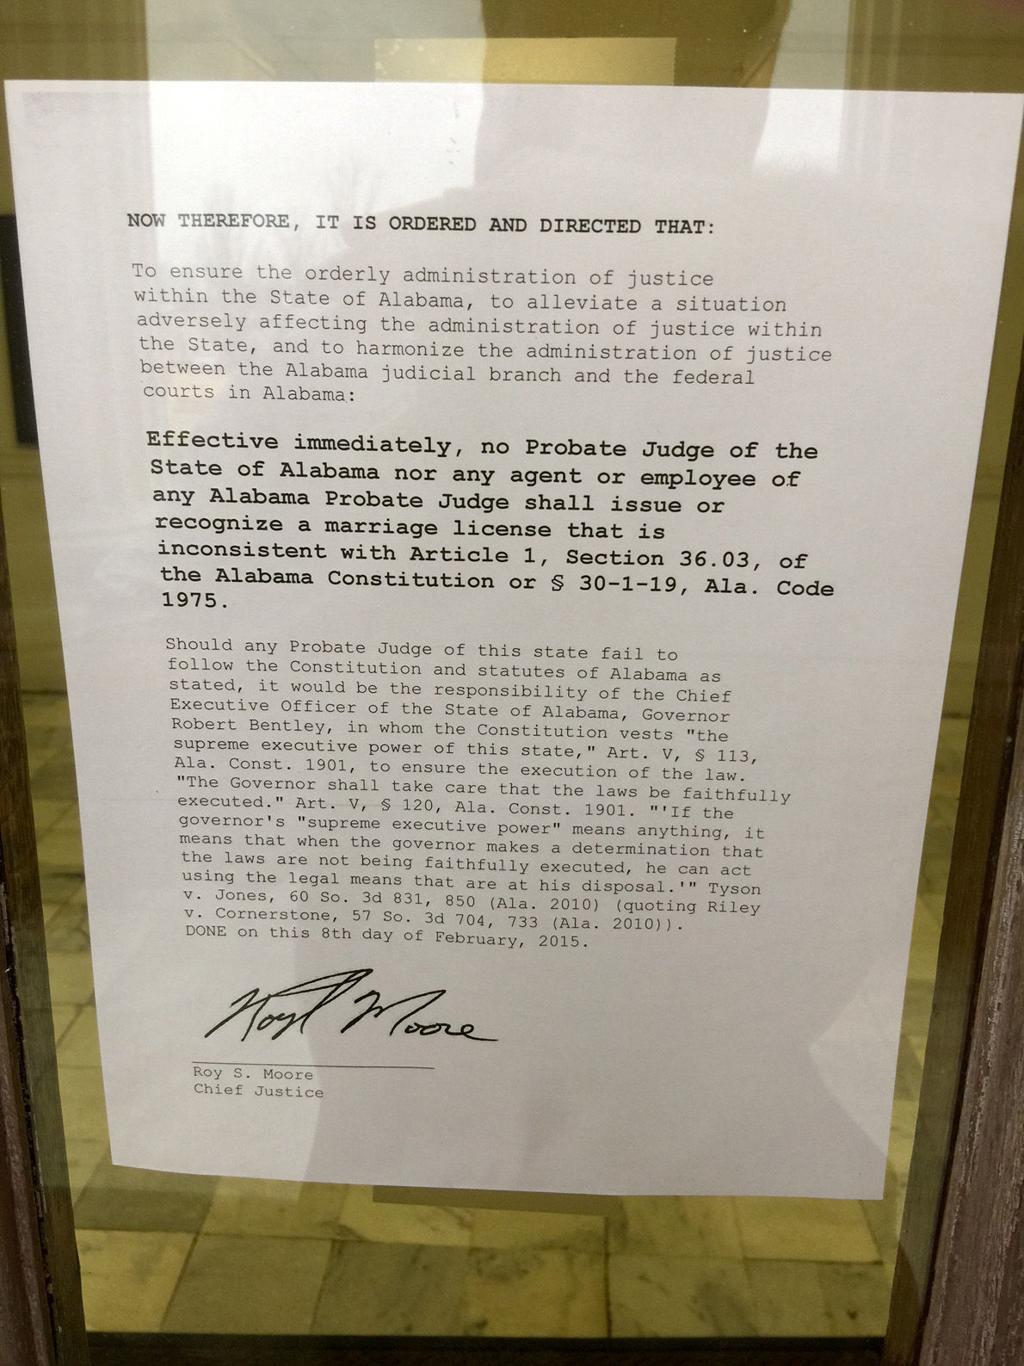 NOW THEREFORE, IT IS ORDERED AND DIRECTED THAT:
To ensure the orderly administration of justice
within the State of Alabama, to alleviate a situation
adversely affecting the administration of justice within
the State, and to harmonize the administration of justice
between the Alabama judicial branch and the federal
courts in Alabama:
Effective immediately, no Probate Judge of the
State of Alabama nor any agent or employee of
any Alabama Probate Judge shall issue or
recognize a marriage license that is
inconsistent with Article 1, Section 36.03, of
the Alabama Constitution or § 30-1-19, Ala. Code
1975.
Should any Probate Judge of this state fail to
follow the Constitution and statutes of Alabama as
stated, it would be the responsibility of the Chief
Executive Officer of the State of Alabama, Governor
Robert Bentley, in whom the Constitution vests "the
supreme executive power of this state," Art. V, § 113,
Ala. Const. 1901, to ensure the execution of the law.
"The Governor shall take care that the laws be faithfully
executed." Art. V, § 120, Ala. Const. 1901. "'If the
governor's "supreme executive power" means anything, it
means that when the governor makes a determination that
the laws are not being faithfully executed, he can act
using the legal means that are at his disposal.'" Tyson
v. Jones, 60 So. 3d 831, 850 (Ala. 2010) (quoting Riley
v. Cornerstone, 57 So. 3d 704, 733 (Ala. 2010)).
DONE on this 8th day of February, 2015.
Roy S. Moore
Roy S. Moore
Chief Justice